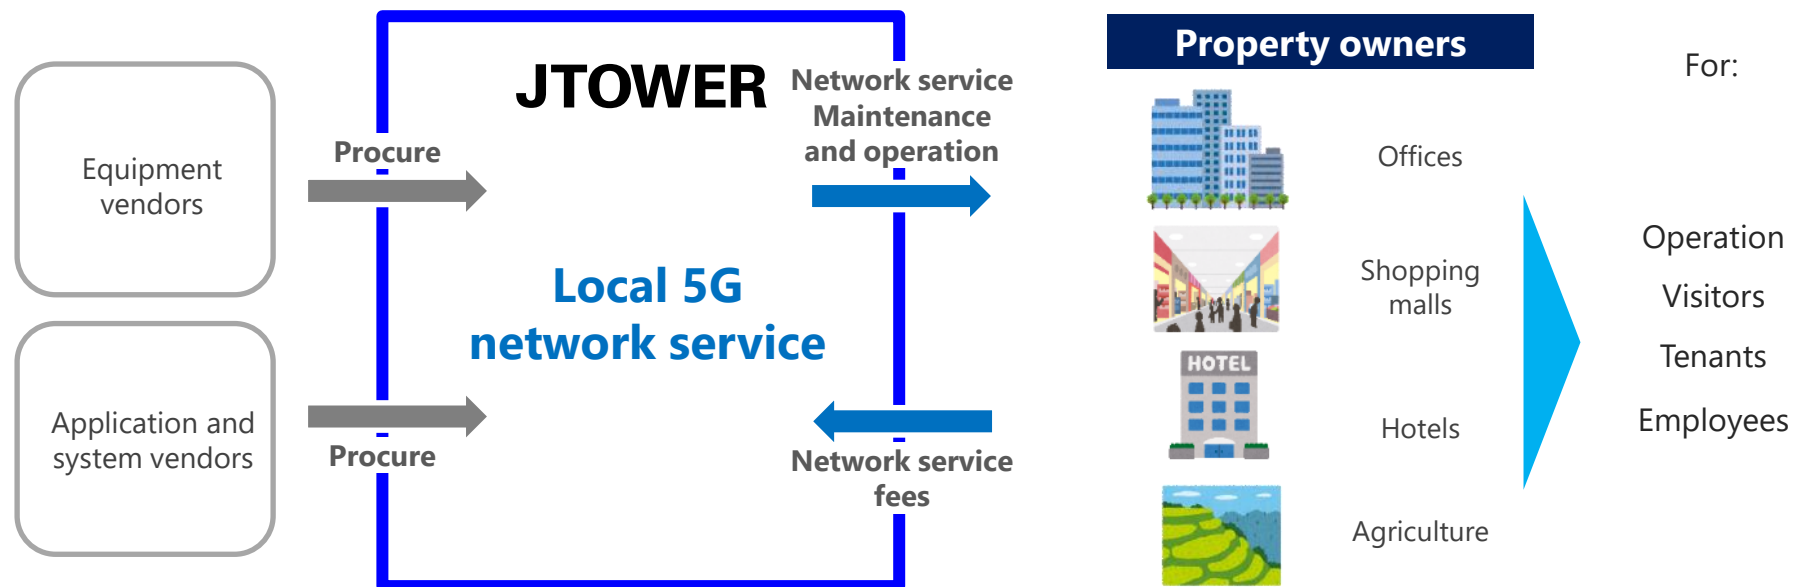 Equipment
vendors
Application and
system vendors
Procure
Procure
JTOWER
Local 5G
network service
Network service
Maintenance
and operation
Network service
fees
Property owners
Offices
Shopping
malls
HOTEL
Hotels
Agriculture
For:
Operation
Visitors
Tenants
Employees